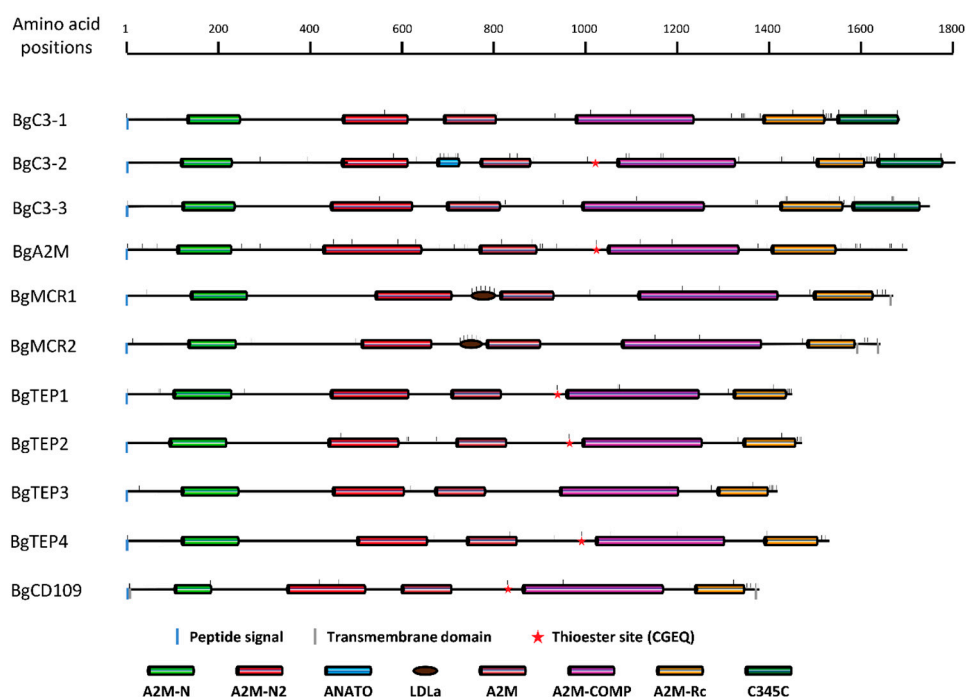 Amino acid positions
1 200 400 600 800 1000 1200 1400 1600 1800
BgC3-1
BgC3-2
BgC3-3
BgA2M
BgMCR1
BgMCR2
BgTEP1
BgTEP2
BgTEP3
BgTEP4
BgCD109
Peptide signal Transmembrane domain Thioester site (CGEQ)
A2M-N A2M-N2 ANATO LDLa A2M A2M-COMP A2M-Rc C345C